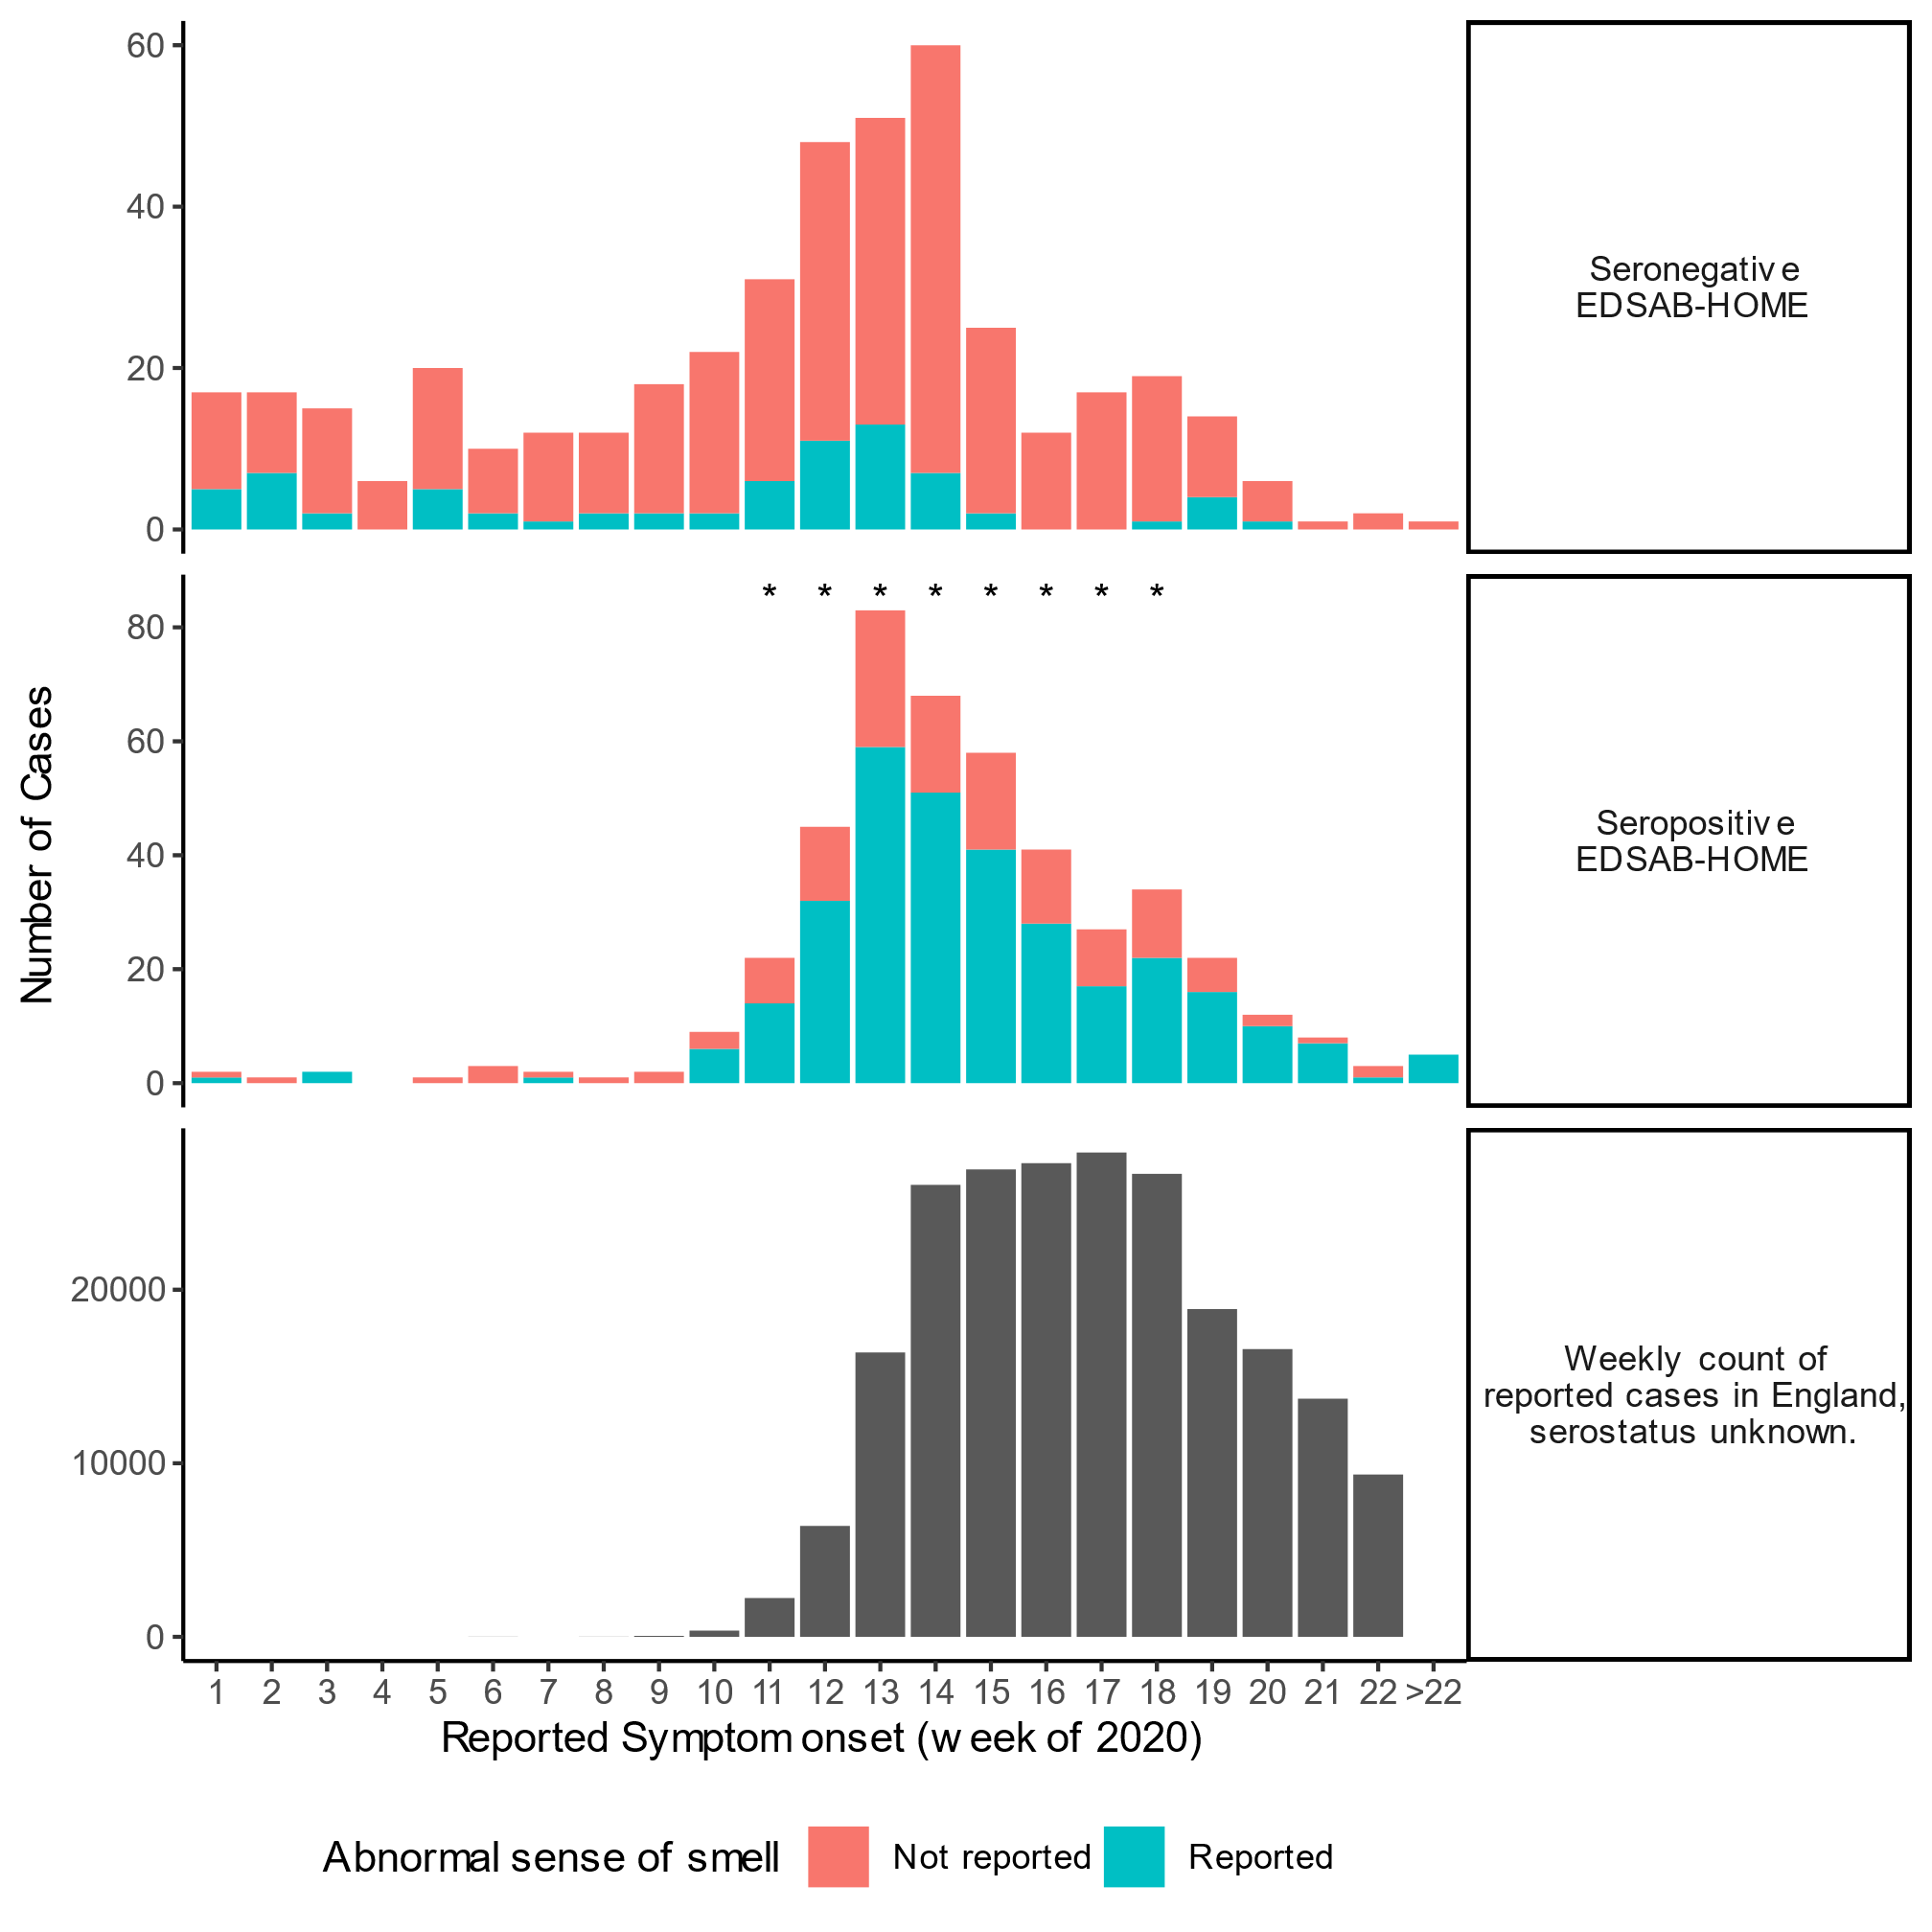 60
40
20
0
Seronegative
EDSAB-HOME
* * * * * * * *
80
60
40
20
0
Seropositive
EDSAB-HOME
Number of Cases
20000
10000
0
Weekly count of
reported cases in England,
serostatus unknown.
1 2 3 4 5 6 7 8 9 10 11 12 13 14 15 16 17 18 19 20 21 22 >22
Reported Symptom onset (week of 2020)
Abnormal sense of smell Not reported Reported